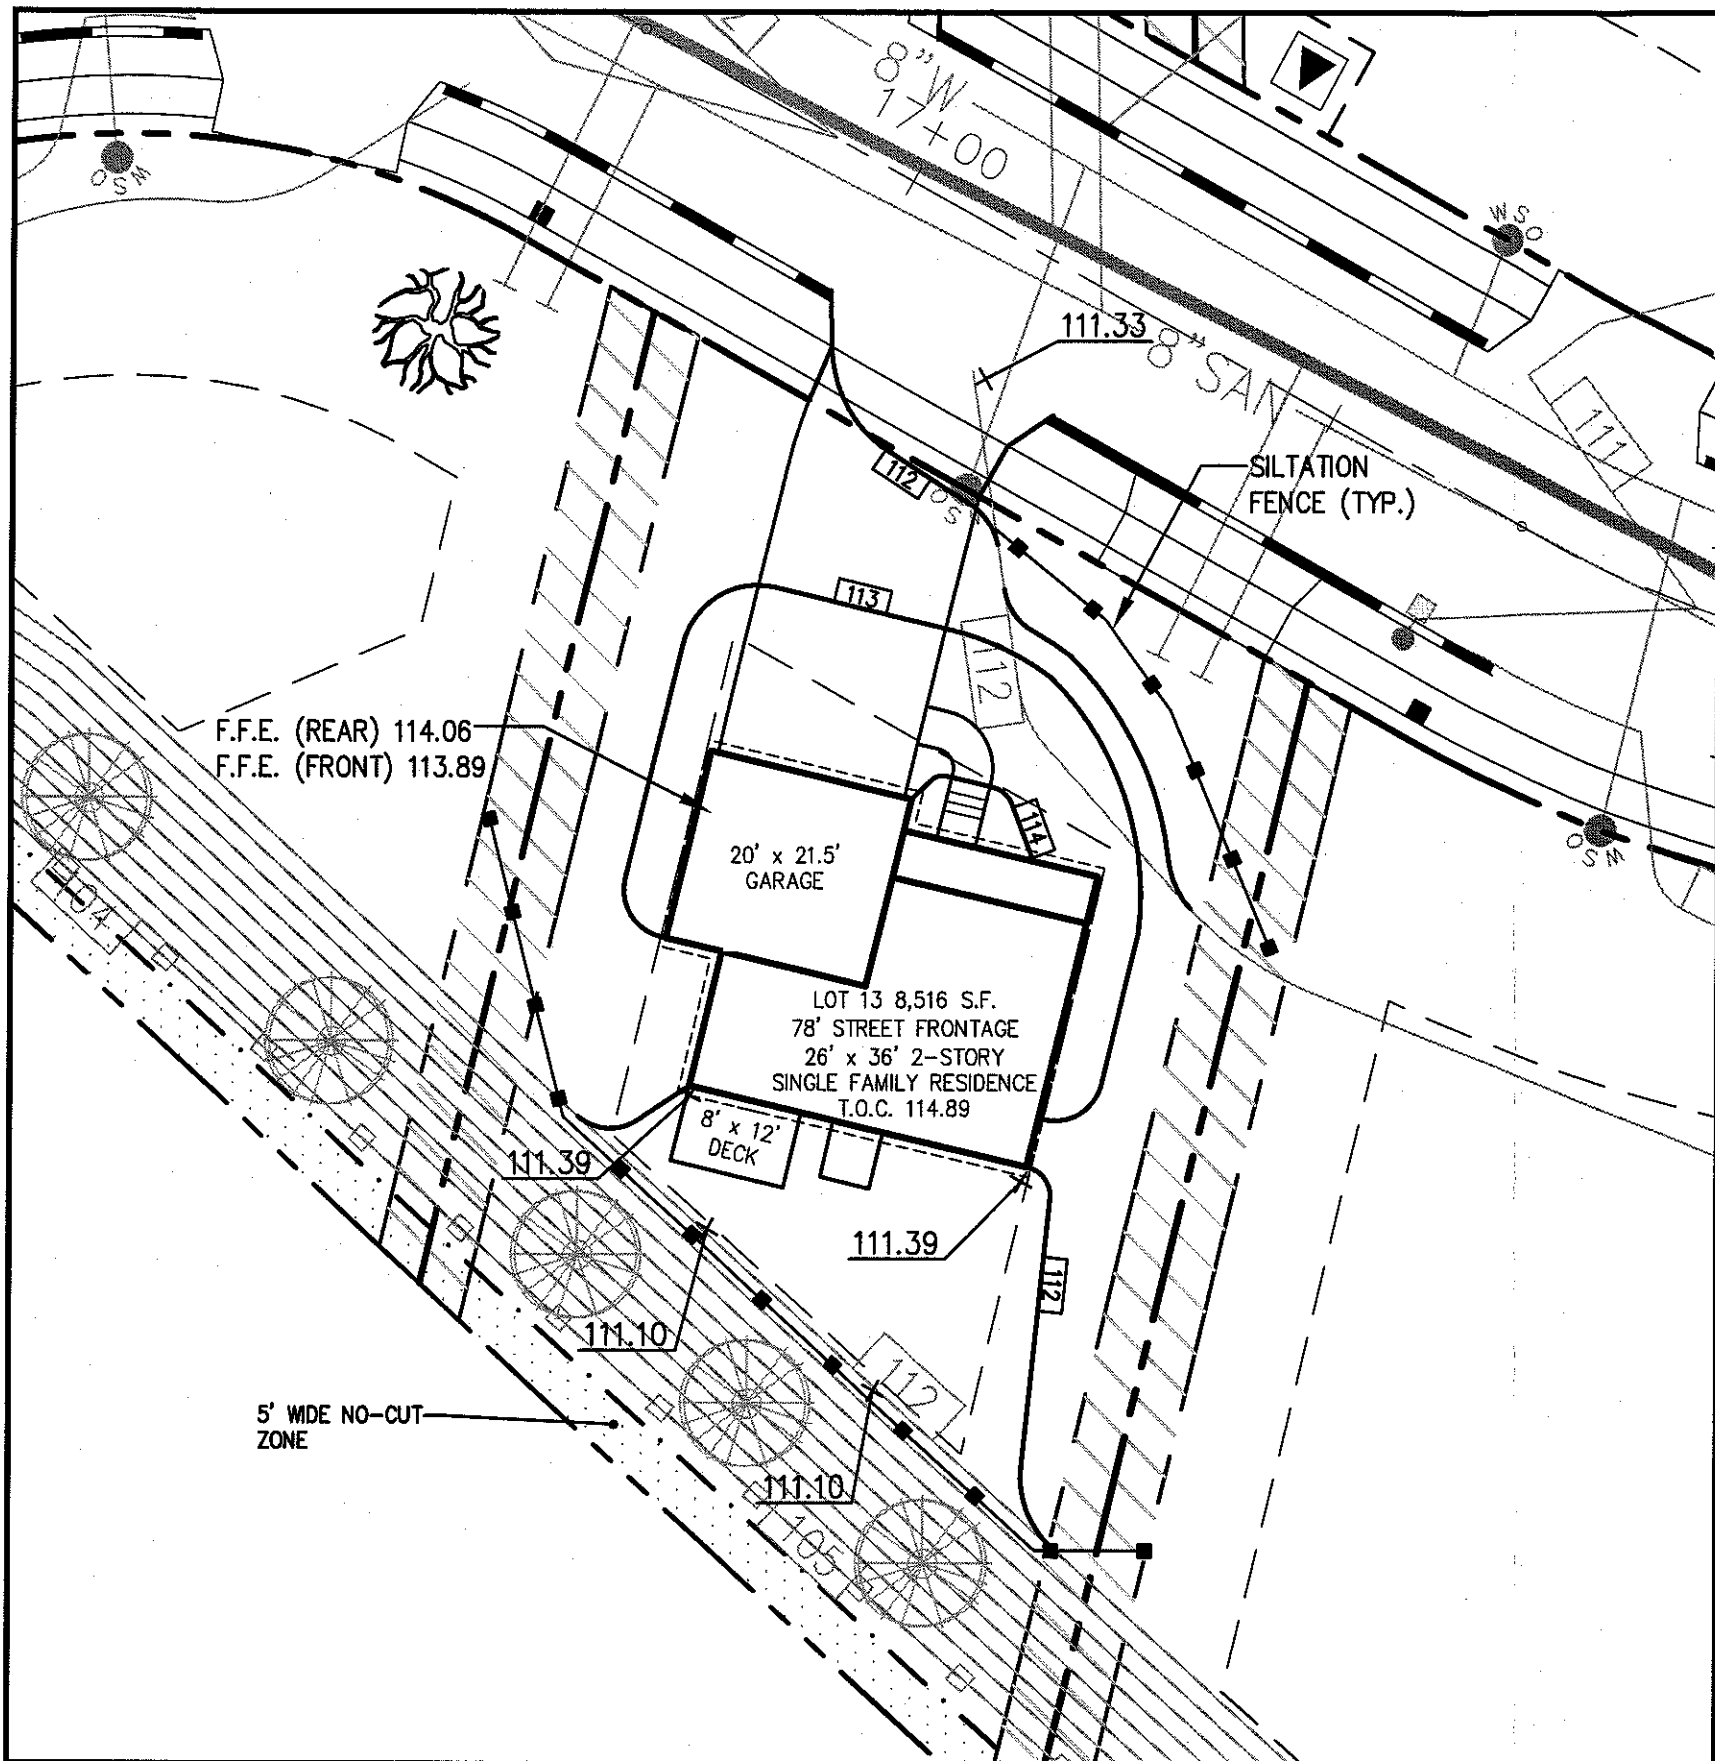 8"W
17+00
WSO
WSO
111.33
8"SAN
111
112
SILTATION
FENCE (TYP.)
113
112
F.F.E. (REAR) 114.06
F.F.E. (FRONT) 113.89
114
WSO
20' x 21.5'
GARAGE
104
LOT 13 8,516 S.F.
78' STREET FRONTAGE
26' x 36' 2-STORY
SINGLE FAMILY RESIDENCE
T.O.C. 114.89
8' x 12'
DECK
111.39
111.39
112
111.10
112
5' WIDE NO-CUT
ZONE
111.10
105